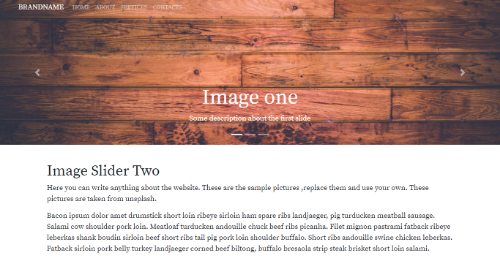 BRANDNAME HOME ABOUT SERVICES CONTACTS
Image one
Some description about the first slide
Image Slider Two
Here you can write anything about the website. These are the sample pictures ,repace them and use your own. These
pictures are taken from unsplash.
Bacon ipsum dolor amet drumstick short loin ribeye sirloin ham spare ribs landjaeger, pig turducken meatball sausage.
Salami cow shoulder pork loin. Meatloaf turducken andouille chuck beef ribs picanha. Filet mignon pastrami fatback ribeye
leberkas shank boudin sirloin beef short ribs tail pig pork loin shoulder buffalo. Short ribs andouille swine chicken leberkas.
Fatback sirloin pork belly turkey landjaeger corned beef biltong, buffalo bresaola strip steak brisket short loin salami.